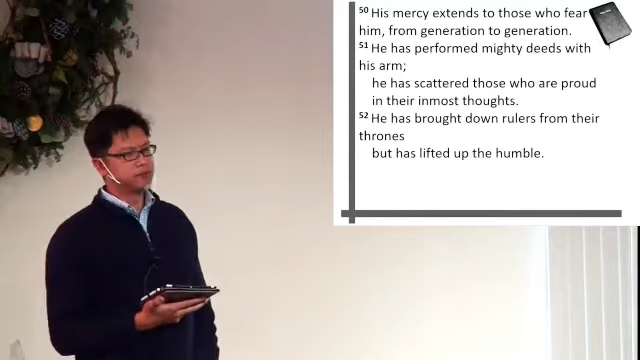 50 His mercy extends to those who fear
him, from generation to generation.
51 He has performed mighty deeds with
his arm;
he has scattered those who are proud
in their inmost thoughts.
52 He has brought down rulers from their
thrones
but has lifted up the humble.